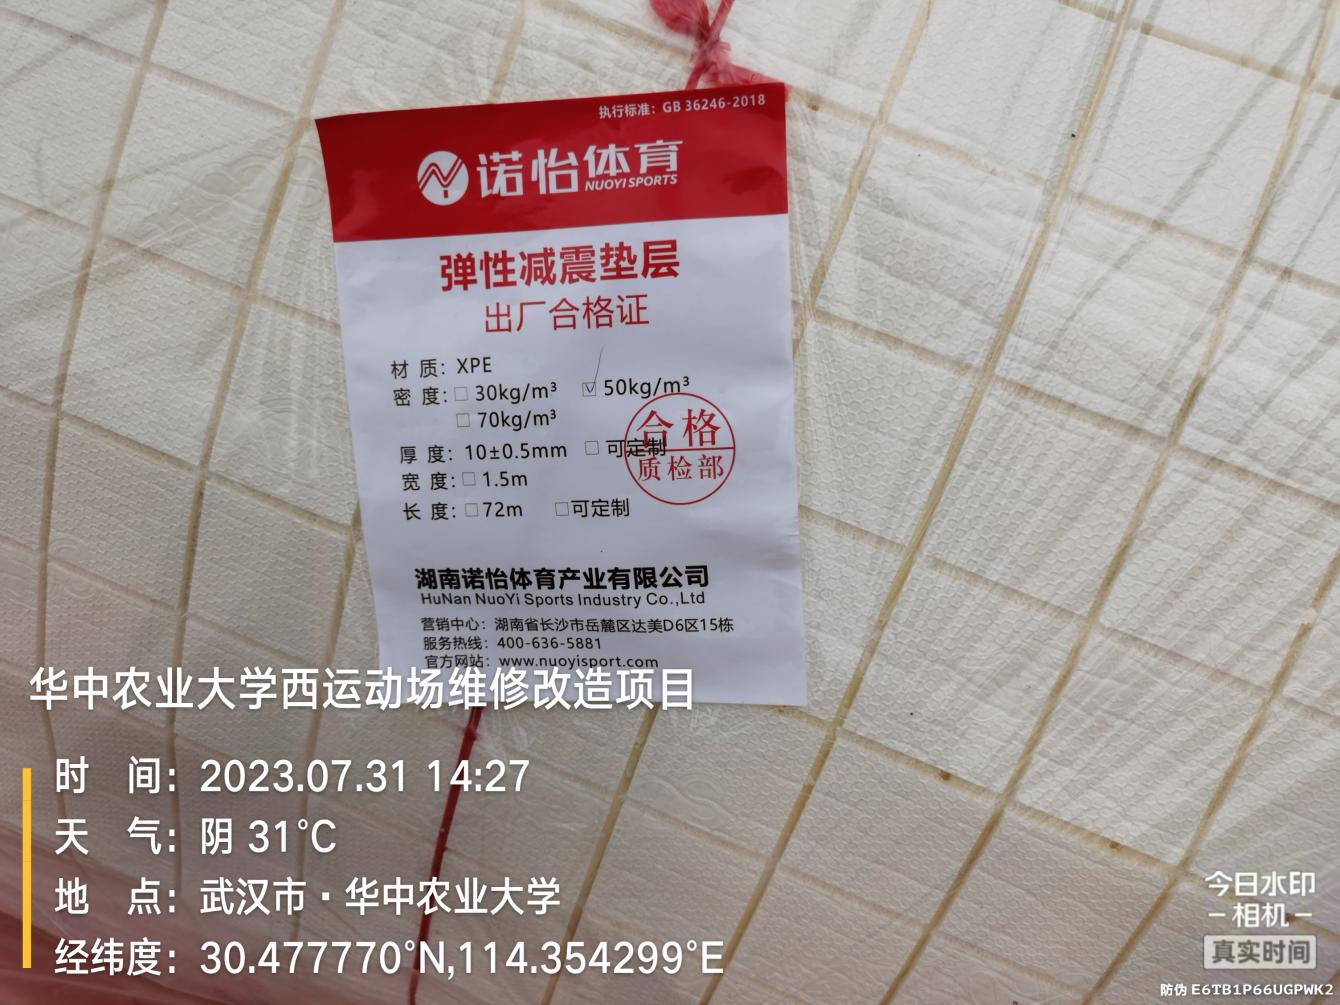 执行标准：GB 36246-2018
诺怡体育
NUOYI SPORTS
弹性减震垫层
出厂合格证
材 质：XPE
密 度：□ 30kg/m³ ☑ 50kg/m³
□ 70kg/m³
厚 度：10±0.5mm □ 可定制
宽 度：□ 1.5m
长 度：□72m □可定制
合格
质检部
湖南诺怡体育产业有限公司
HuNan NuoYi Sports Industry Co.,Ltd
营销中心：湖南省长沙市岳麓区达美D6区15栋
服务热线：400-636-5881
官方网站：www.nuoyisport.com
华中农业大学西运动场维修改造项目
时 间：2023.07.31 14:27
天 气：阴 31°C
地 点：武汉市·华中农业大学
经纬度：30.477770°N,114.354299°E
今日水印
-相机-
真实时间
防伪 E6TB1P66UGPWK2